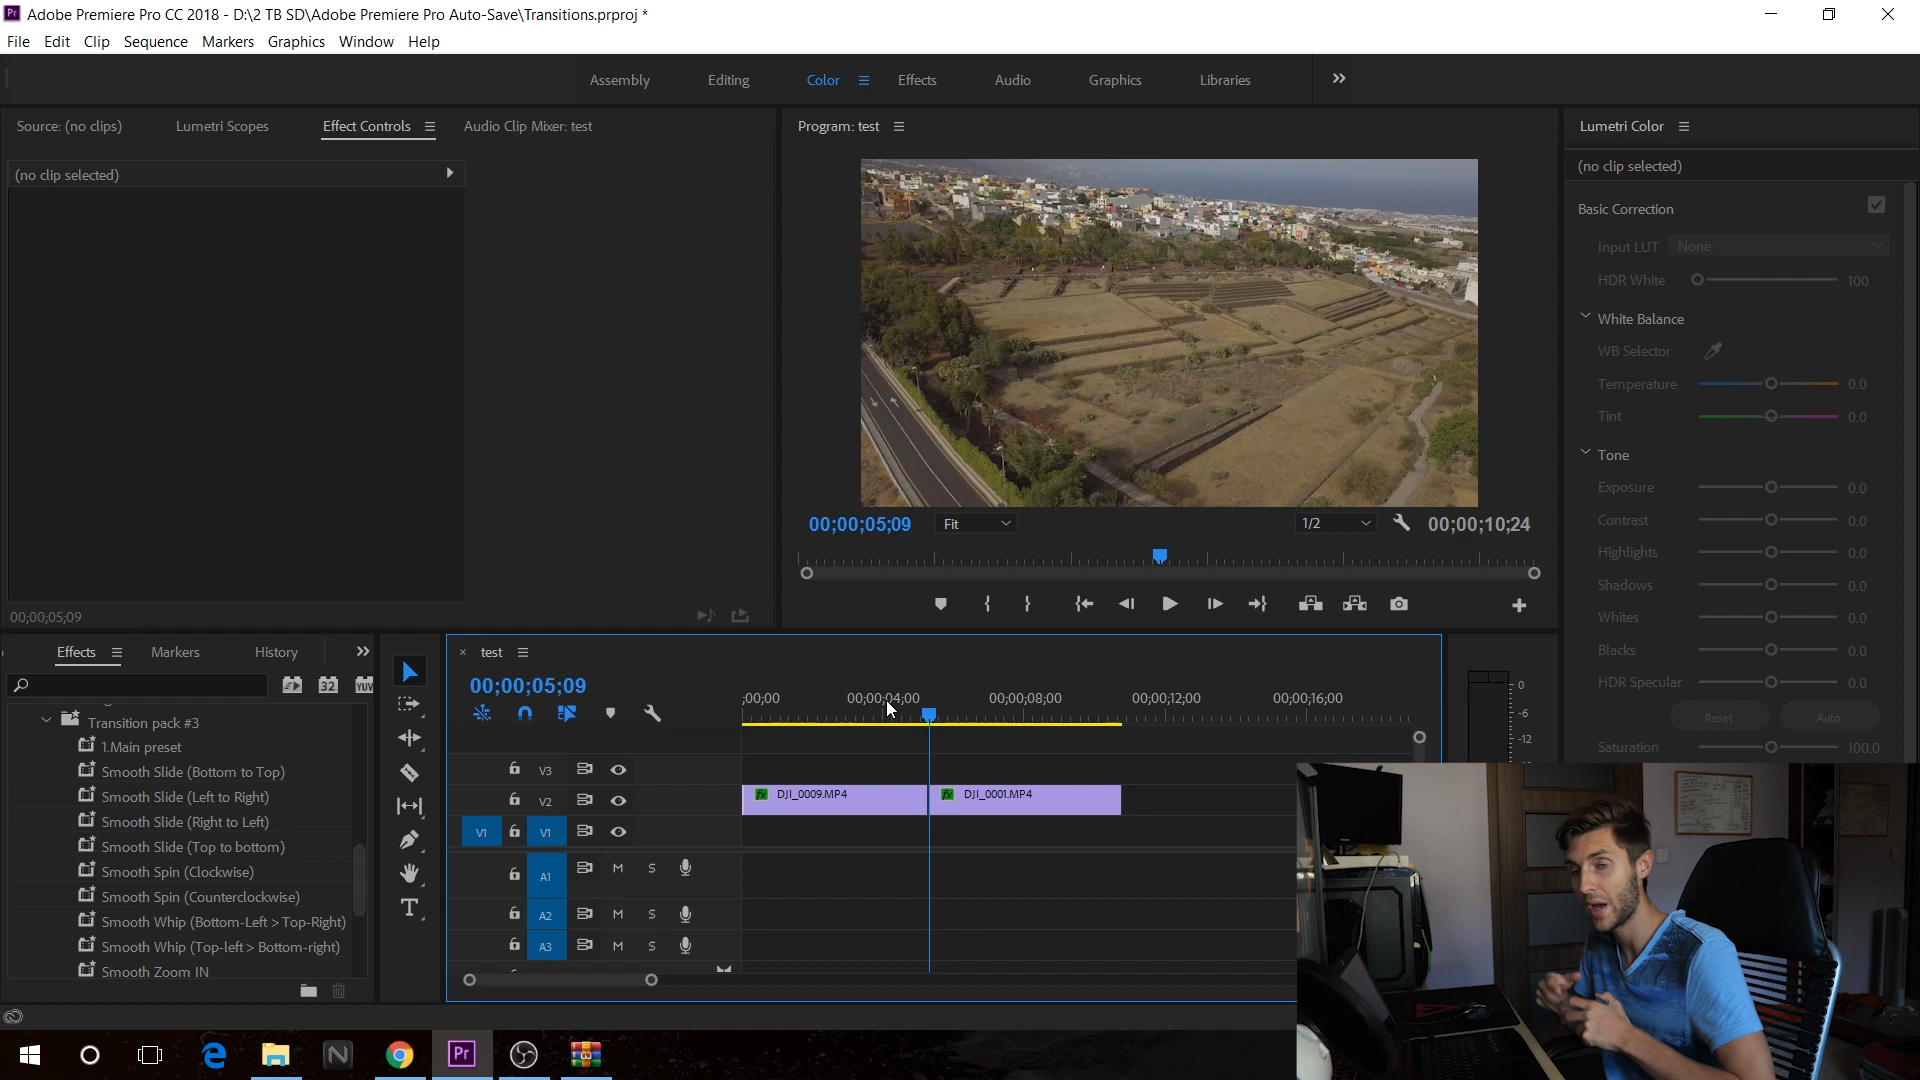 Adobe Premiere Pro CC 2018 - D:\2 TB SD\Adobe Premiere Pro Auto-Save\Transitions.prproj *
File Edit Clip Sequence Markers Graphics Window Help
Assembly Editing Color Effects Audio Graphics Libraries
Source: (no clips) Lumetri Scopes Effect Controls Audio Clip Mixer: test
Program: test
Lumetri Color
(no clip selected)
(no clip selected)
Basic Correction
Input LUT None
HDR White 100
White Balance
WB Selector
Temperature 0.0
Tint 0.0
Tone
Exposure 0.0
Contrast 0.0
Highlights 0.0
Shadows 0.0
Whites 0.0
Blacks 0.0
HDR Specular 0.0
Reset Auto
Saturation 100.0
00;00;05;09 Fit 1/2 00;00;10;24
00;00;05;09
Effects Markers History
32 YUV
Transition pack #3
1.Main preset
Smooth Slide (Bottom to Top)
Smooth Slide (Left to Right)
Smooth Slide (Right to Left)
Smooth Slide (Top to bottom)
Smooth Spin (Clockwise)
Smooth Spin (Counterclockwise)
Smooth Whip (Bottom-Left > Top-Right)
Smooth Whip (Top-left > Bottom-right)
Smooth Zoom IN
test
00;00;05;09
;00;00 00;00;04;00 00;00;08;00 00;00;12;00 00;00;16;00
V3
V2 fx DJI_0009.MP4 fx DJI_0001.MP4
V1 V1
A1 M S
A2 M S
A3 M S
0
-6
-12
Pr